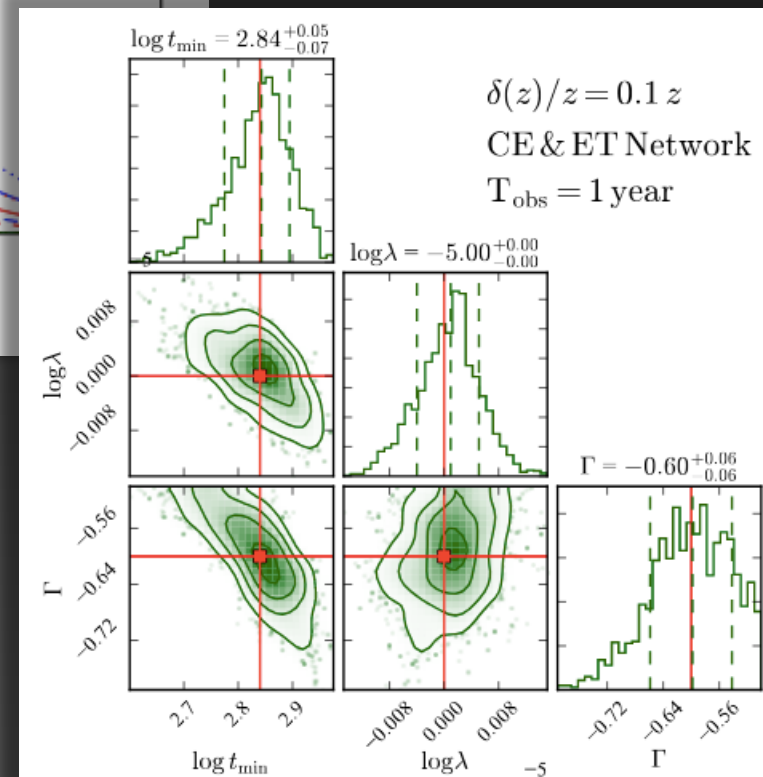 log t_min = 2.84^{+0.05}_{-0.07}
δ(z)/z = 0.1 z
CE & ET Network
T_obs = 1 year
−5
logλ = −5.00^{+0.00}_{-0.00}
logλ
0.008
0.000
−0.008
Γ = −0.60^{+0.06}_{-0.06}
Γ
−0.56
−0.64
−0.72
2.7 2.8 2.9
log t_min
−0.008 0.000 0.008
logλ
−5
−0.72 −0.64 −0.56
Γ